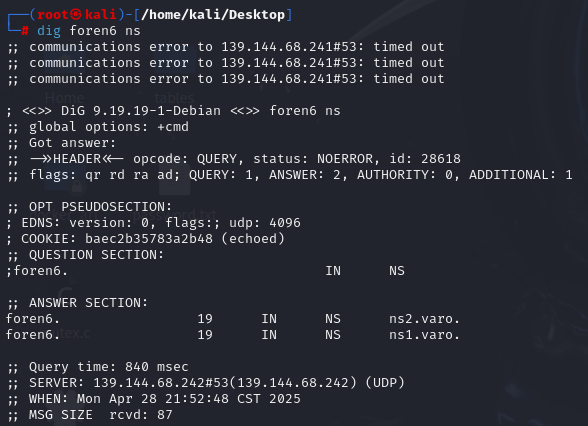 ┌──(root㉿kali)-[/home/kali/Desktop]
└─# dig foren6 ns
;; communications error to 139.144.68.241#53: timed out
;; communications error to 139.144.68.241#53: timed out
;; communications error to 139.144.68.241#53: timed out

; <<>> DiG 9.19.19-1-Debian <<>> foren6 ns
;; global options: +cmd
;; Got answer:
;; ->>HEADER<<- opcode: QUERY, status: NOERROR, id: 28618
;; flags: qr rd ra ad; QUERY: 1, ANSWER: 2, AUTHORITY: 0, ADDITIONAL: 1

;; OPT PSEUDOSECTION:
; EDNS: version: 0, flags:; udp: 4096
; COOKIE: baec2b35783a2b48 (echoed)
;; QUESTION SECTION:
;foren6. IN NS

;; ANSWER SECTION:
foren6. 19 IN NS ns2.varo.
foren6. 19 IN NS ns1.varo.

;; Query time: 840 msec
;; SERVER: 139.144.68.242#53(139.144.68.242) (UDP)
;; WHEN: Mon Apr 28 21:52:48 CST 2025
;; MSG SIZE rcvd: 87